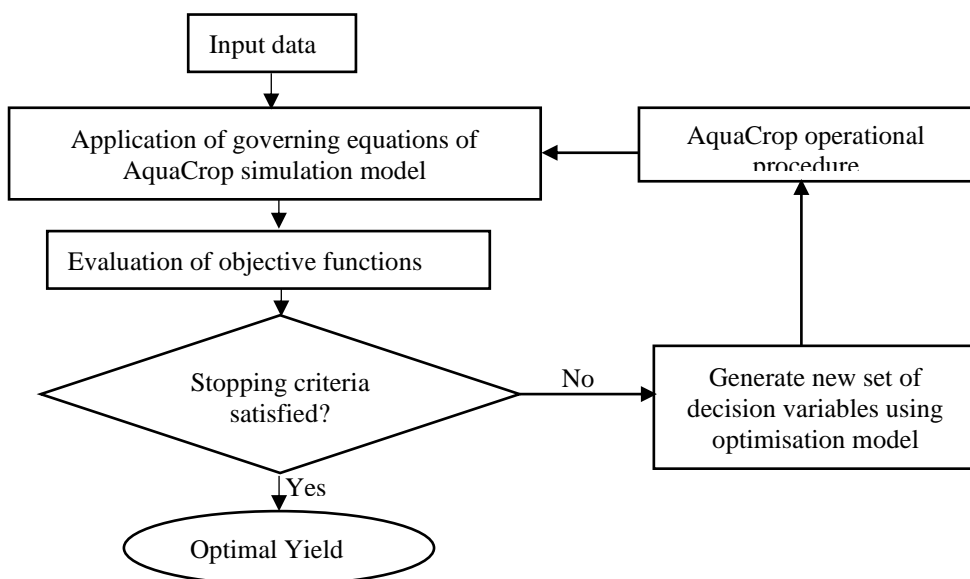 Input data
Application of governing equations of
AquaCrop simulation model
AquaCrop operational
procedure
Evaluation of objective functions
Stopping criteria
satisfied?
No
Generate new set of
decision variables using
optimisation model
Yes
Optimal Yield